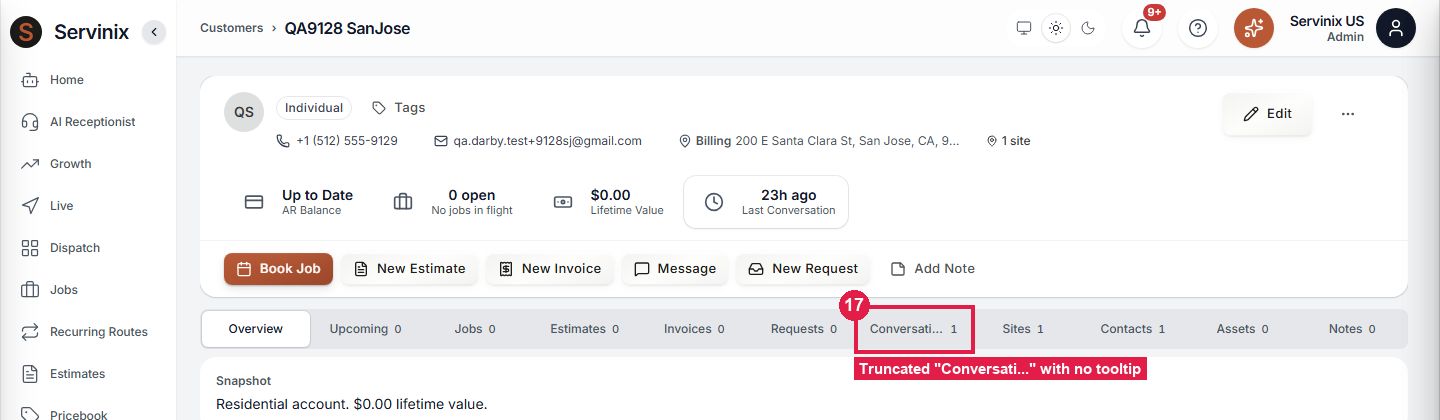 S Servinix
Customers › QA9128 SanJose
9+
Servinix US
Admin
Home
AI Receptionist
Growth
Live
Dispatch
Jobs
Recurring Routes
Estimates
Pricebook
QS
Individual
Tags
+1 (512) 555-9129
qa.darby.test+9128sj@gmail.com
Billing 200 E Santa Clara St, San Jose, CA, 9...
1 site
Edit
Up to Date
AR Balance
0 open
No jobs in flight
$0.00
Lifetime Value
23h ago
Last Conversation
Book Job
New Estimate
New Invoice
Message
New Request
Add Note
17
Overview
Upcoming 0
Jobs 0
Estimates 0
Invoices 0
Requests 0
Conversati... 1
Sites 1
Contacts 1
Assets 0
Notes 0
Truncated "Conversati..." with no tooltip
Snapshot
Residential account. $0.00 lifetime value.